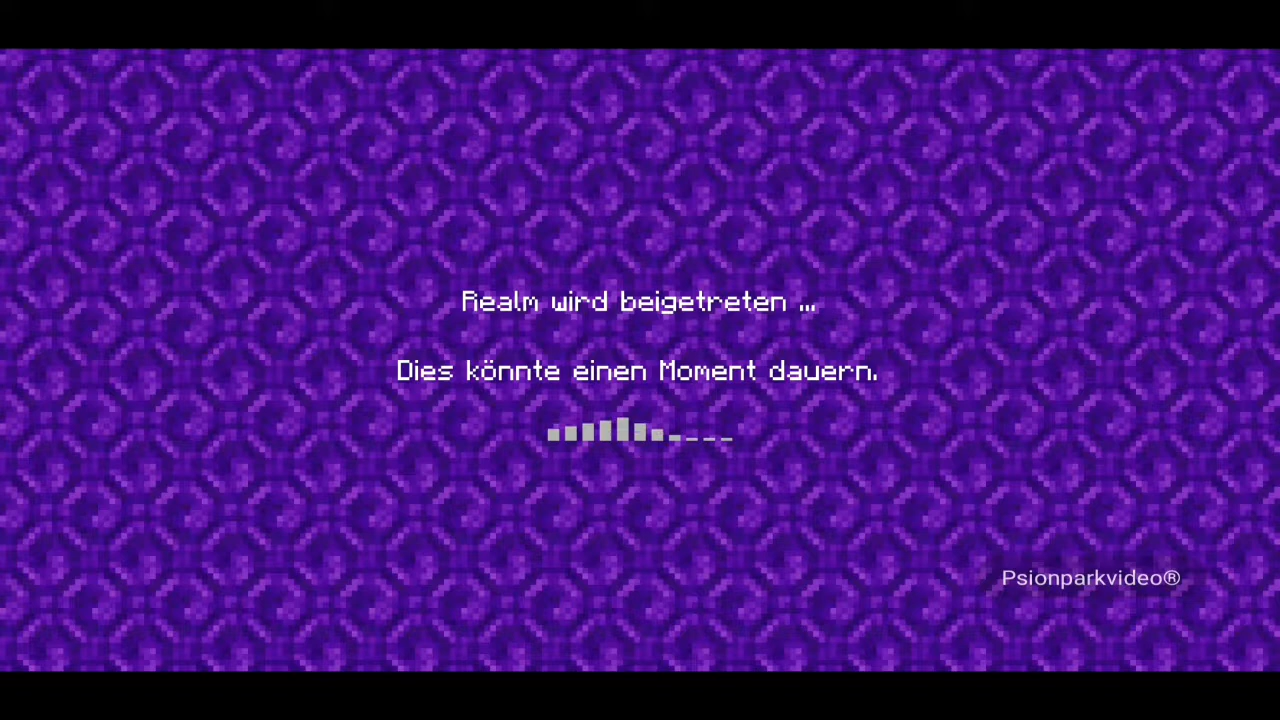 Realm wird beigetreten ...
Dies könnte einen Moment dauern.
Psionparkvideo®